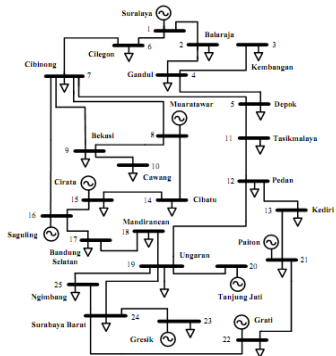 Suralaya
1
Balaraja
Cilegon
6
2
3
Cibinong
7
Gandul
4
Kembangan
Muaratawar
5
Depok
8
11
Tasikmalaya
Bekasi
9
10
Cawang
12
Pedan
Cirata
15
14
Cibatu
13
Kediri
16
Mandirancan
18
Paiton
Saguling
17
Bandung
Selatan
Ungaran
21
19
20
25
Ngimbang
Tanjung Jati
24
Grati
Surabaya Barat
23
Gresik
22